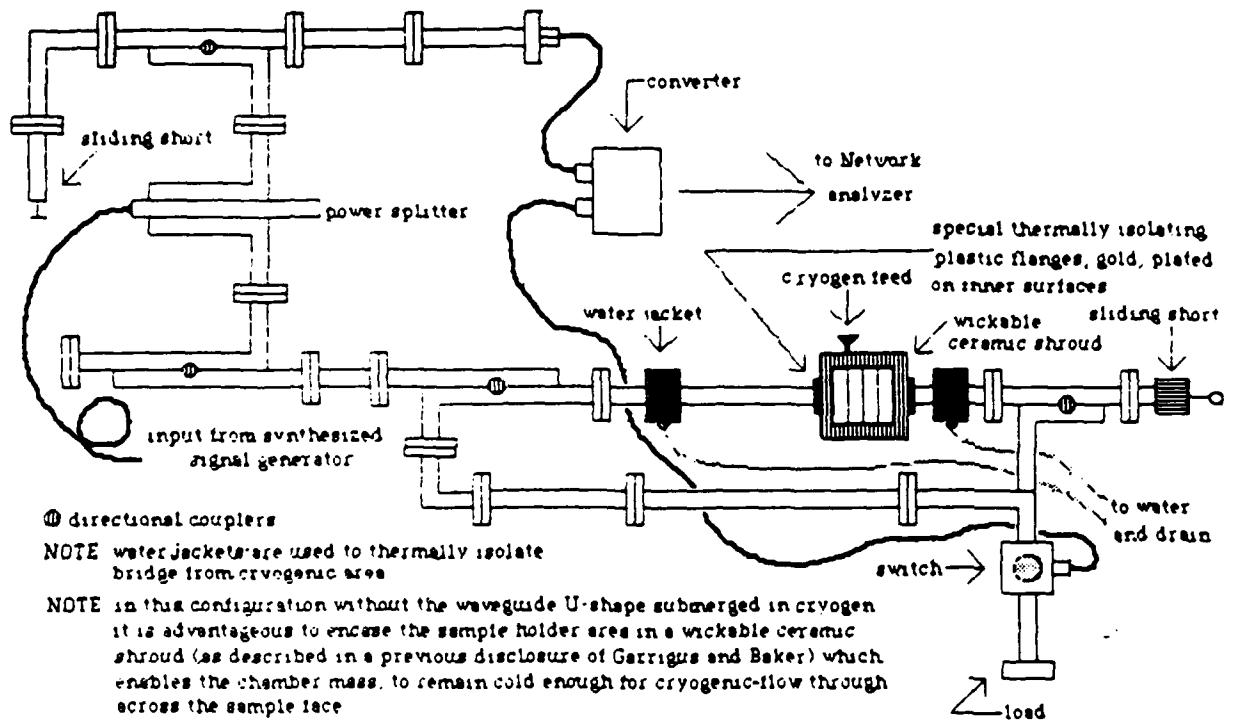 converter
sliding short
to Network
analyzer
power splitter
special thermally isolating
plastic flanges, gold, plated
on inner surfaces
cryogen feed
water jacket
wickable
ceramic shroud
sliding short
input from synthesized
signal generator
directional couplers
to water
and drain
NOTE water jackets are used to thermally isolate
bridge from cryogenic area
switch
NOTE in this configuration without the waveguide U-shape submerged in cryogen
it is advantageous to encase the sample holder area in a wickable ceramic
shroud (as described in a previous disclosure of Garrigus and Baker) which
enables the chamber mass, to remain cold enough for cryogenic-flow through
across the sample face
load